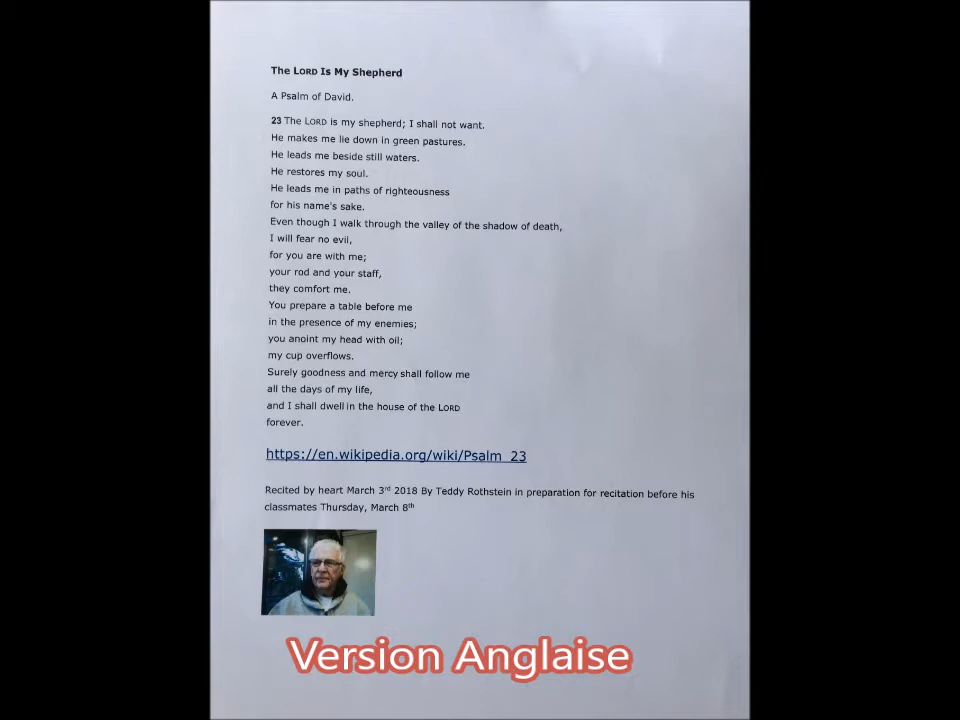 The LORD Is My Shepherd
A Psalm of David.
23 The LORD is my shepherd; I shall not want.
He makes me lie down in green pastures.
He leads me beside still waters.
He restores my soul.
He leads me in paths of righteousness
for his name's sake.
Even though I walk through the valley of the shadow of death,
I will fear no evil,
for you are with me;
your rod and your staff,
they comfort me.
You prepare a table before me
in the presence of my enemies;
you anoint my head with oil;
my cup overflows.
Surely goodness and mercy shall follow me
all the days of my life,
and I shall dwell in the house of the LORD
forever.
https://en.wikipedia.org/wiki/Psalm_23
Recited by heart March 3rd 2018 By Teddy Rothstein in preparation for recitation before his
classmates Thursday, March 8th
Version Anglaise